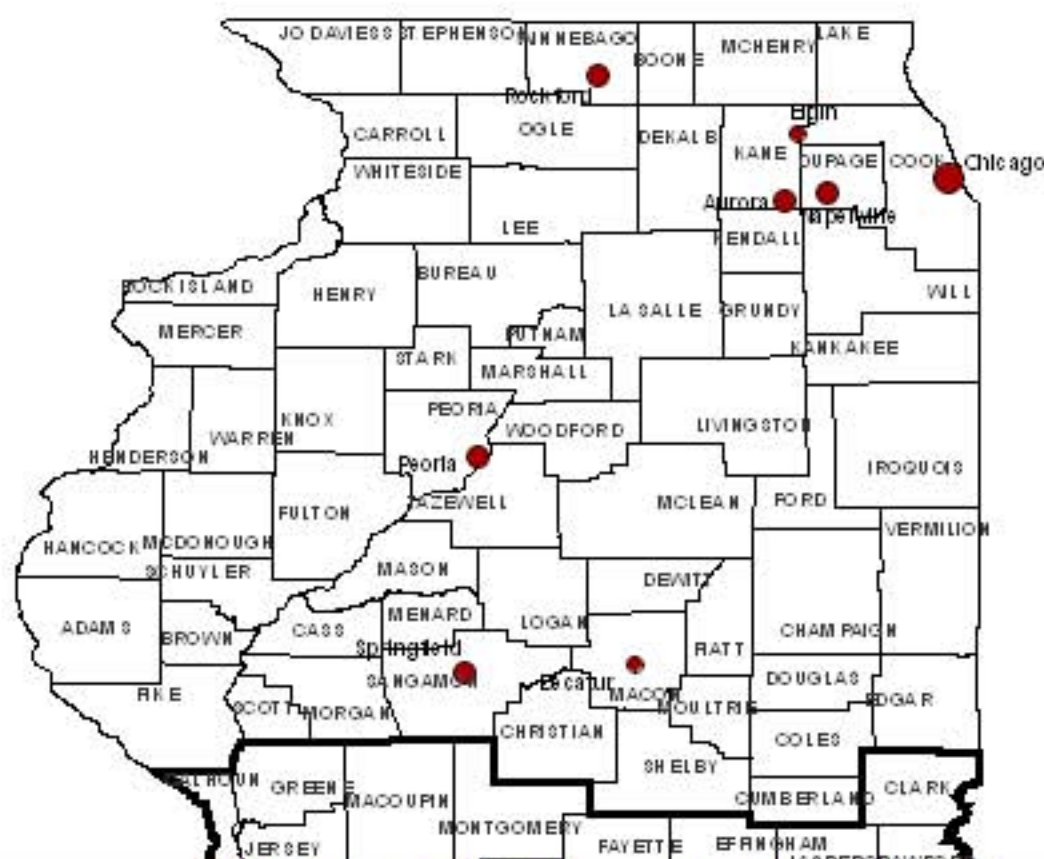 JO DAVIESS STEPHENSON WINNEBAGO BOONE MCHENRY LAKE
Rockford
Elgin
CARROLL OGLE DEKALB KANE DUPAGE COOK Chicago
WHITESIDE
Aurora Naperville
LEE KENDALL
BUREAU
ROCK ISLAND HENRY WILL
LA SALLE GRUNDY
MERCER PUTNAM KANKAKEE
STARK MARSHALL
PEORIA
KNOX WOODFORD LIVINGSTON
WARREN
HENDERSON Peoria IROQUOIS
TAZEWELL MCLEAN FORD
FULTON VERMILION
HANCOCK MCDONOUGH
SCHUYLER MASON DEWITT
ADAMS BROWN CASS MENARD LOGAN CHAMPAIGN
Springfield PIATT
SANGAMON Decatur MACON DOUGLAS
PIKE SCOTT MORGAN MOULTRIE EDGAR
CHRISTIAN COLES
SHELBY
CALHOUN GREENE MACOUPIN CUMBERLAND CLARK
MONTGOMERY
JERSEY FAYETTE EFFINGHAM